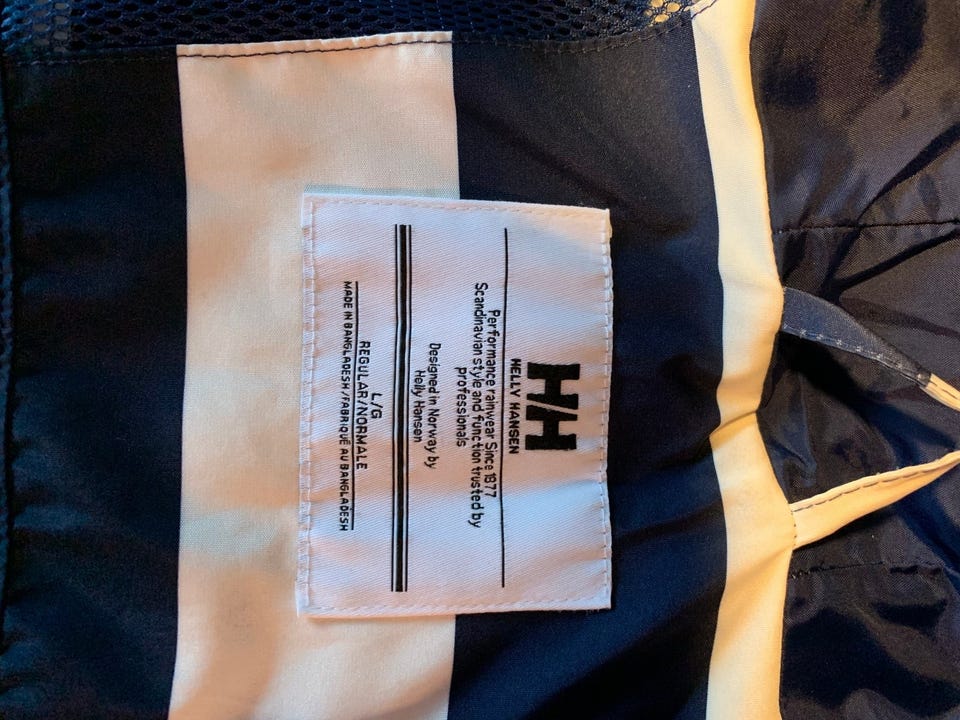 HH
HELLY HANSEN
Performance rainwear Since 1877
Scandinavian style and function trusted by
professionals
Designed in Norway by
Helly Hansen
L/G
REGULAR/NORMALE
MADE IN BANGLADESH/FABRIQUÉ AU BANGLADESH